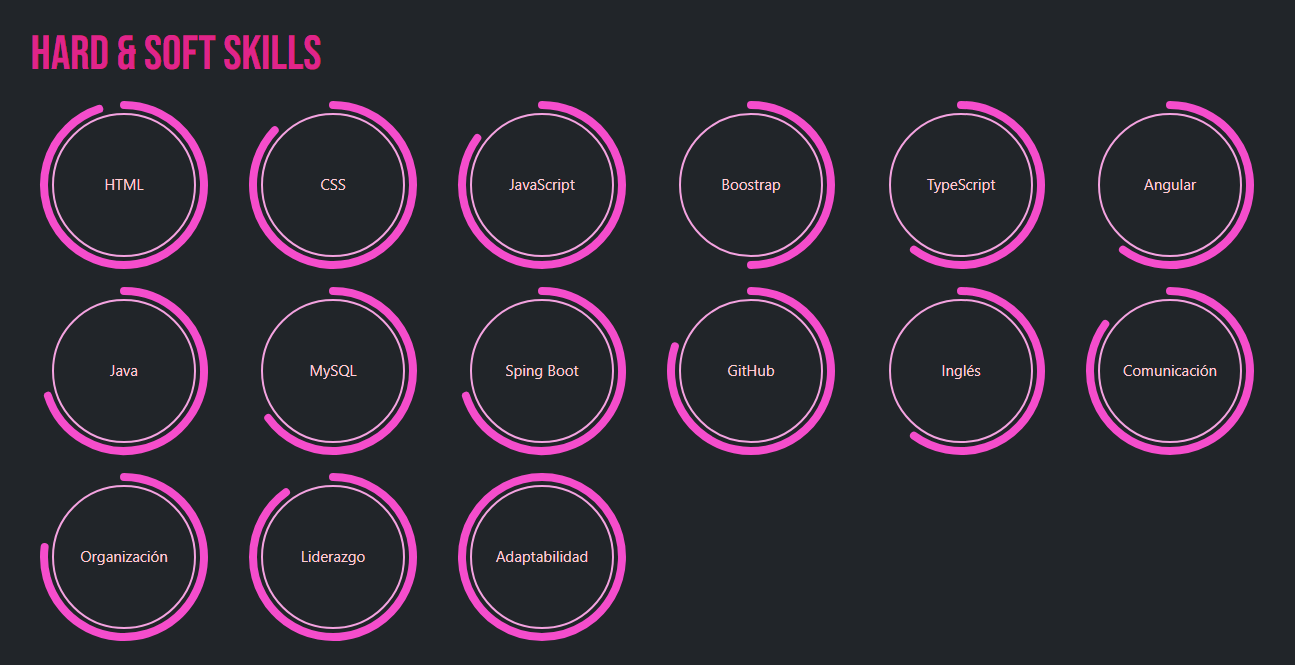 HARD & SOFT SKILLS
HTML
CSS
JavaScript
Boostrap
TypeScript
Angular
Java
MySQL
Sping Boot
GitHub
Inglés
Comunicación
Organización
Liderazgo
Adaptabilidad